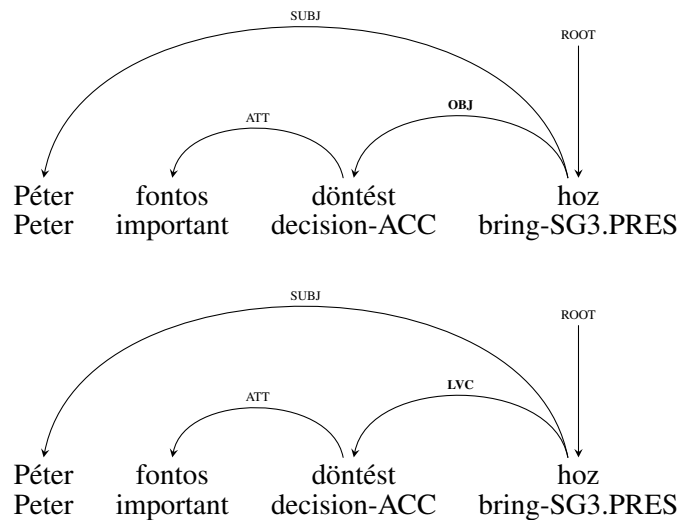 SUBJ
ROOT
OBJ
ATT
Péter fontos döntést hoz
Peter important decision-ACC bring-SG3.PRES
SUBJ
ROOT
LVC
ATT
Péter fontos döntést hoz
Peter important decision-ACC bring-SG3.PRES